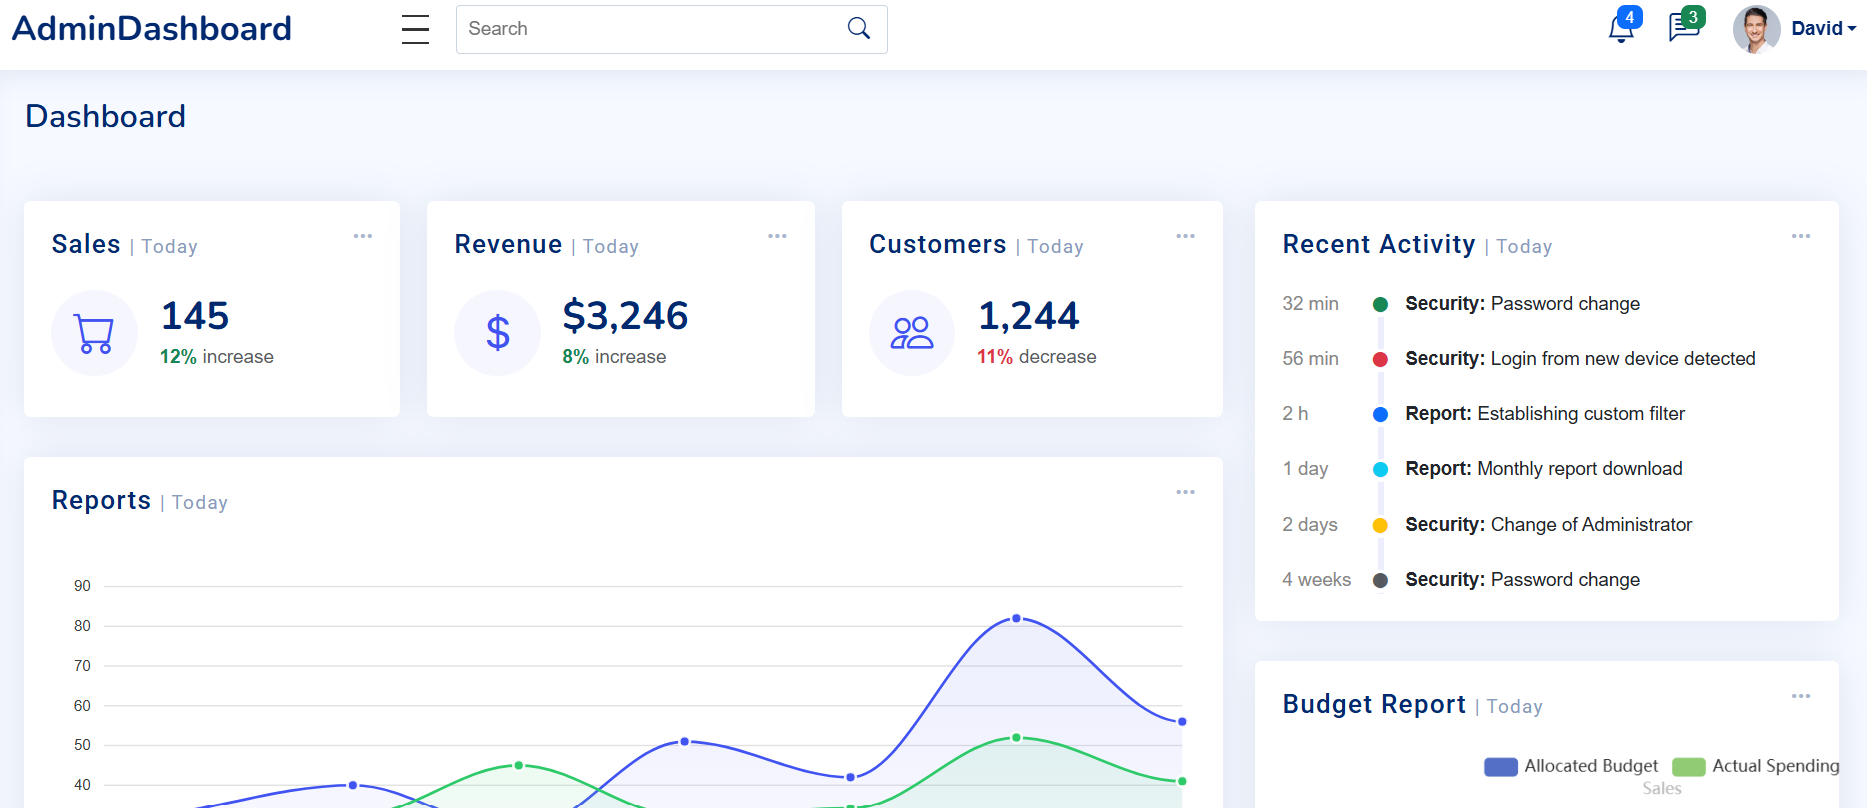 AdminDashboard
Search
4
3
David
Dashboard
Sales | Today
145
12% increase
Revenue | Today
$3,246
8% increase
Customers | Today
1,244
11% decrease
Recent Activity | Today
32 min Security: Password change
56 min Security: Login from new device detected
2 h Report: Establishing custom filter
1 day Report: Monthly report download
2 days Security: Change of Administrator
4 weeks Security: Password change
Reports | Today
90
80
70
60
50
40
Budget Report | Today
Allocated Budget Actual Spending
Sales